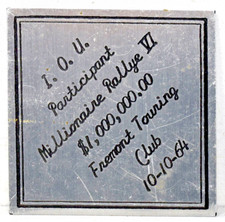 I. O. U.
Participant
Millionaire Rallye VI
$1,000,000.00
Fremont Touring
Club
10-10-64